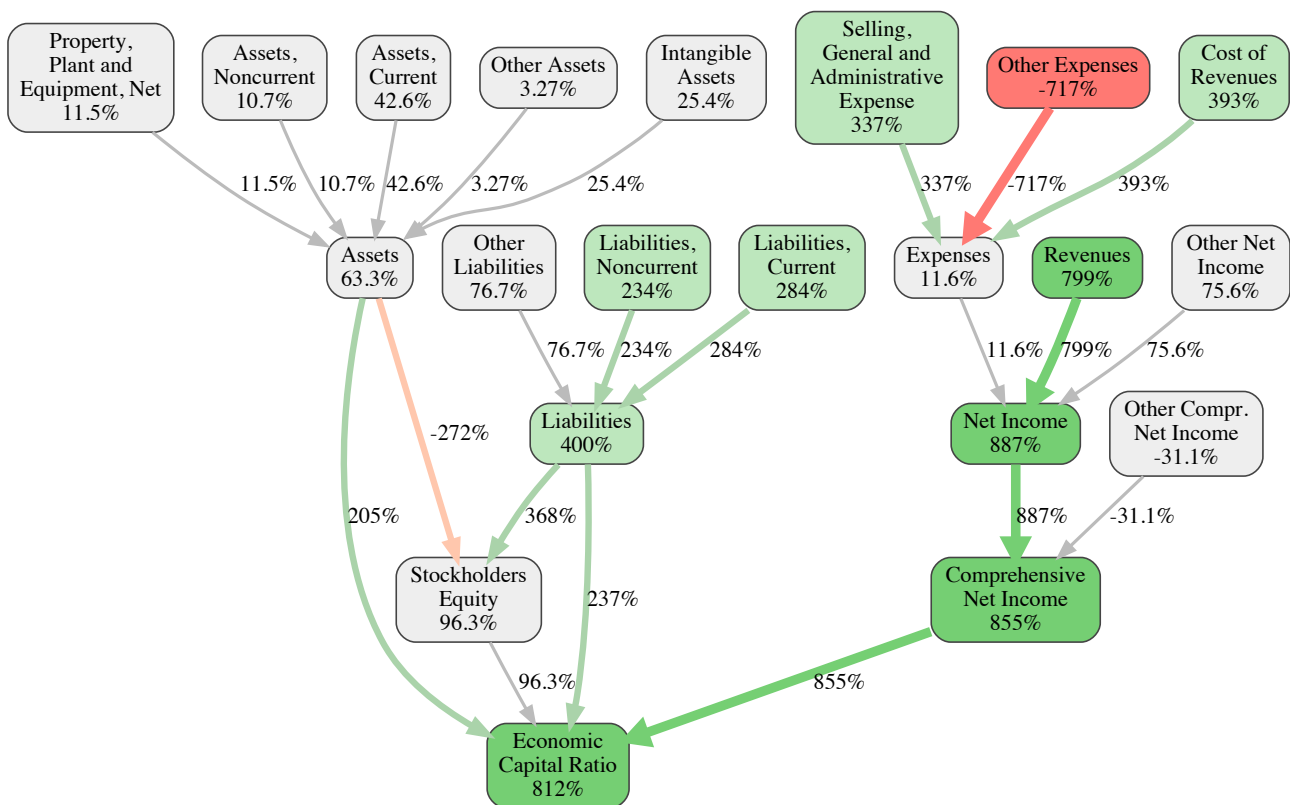 Property,
Plant and
Equipment, Net
11.5%
Assets,
Noncurrent
10.7%
Assets,
Current
42.6%
Other Assets
3.27%
Intangible
Assets
25.4%
Selling,
General and
Administrative
Expense
337%
Other Expenses
-717%
Cost of
Revenues
393%
11.5%
10.7%
42.6%
3.27%
25.4%
337%
-717%
393%
Assets
63.3%
Other
Liabilities
76.7%
Liabilities,
Noncurrent
234%
Liabilities,
Current
284%
Expenses
11.6%
Revenues
799%
Other Net
Income
75.6%
76.7%
234%
284%
11.6%
799%
75.6%
-272%
Liabilities
400%
Net Income
887%
Other Compr.
Net Income
-31.1%
205%
368%
887%
-31.1%
Stockholders
Equity
96.3%
237%
Comprehensive
Net Income
855%
96.3%
855%
Economic
Capital Ratio
812%